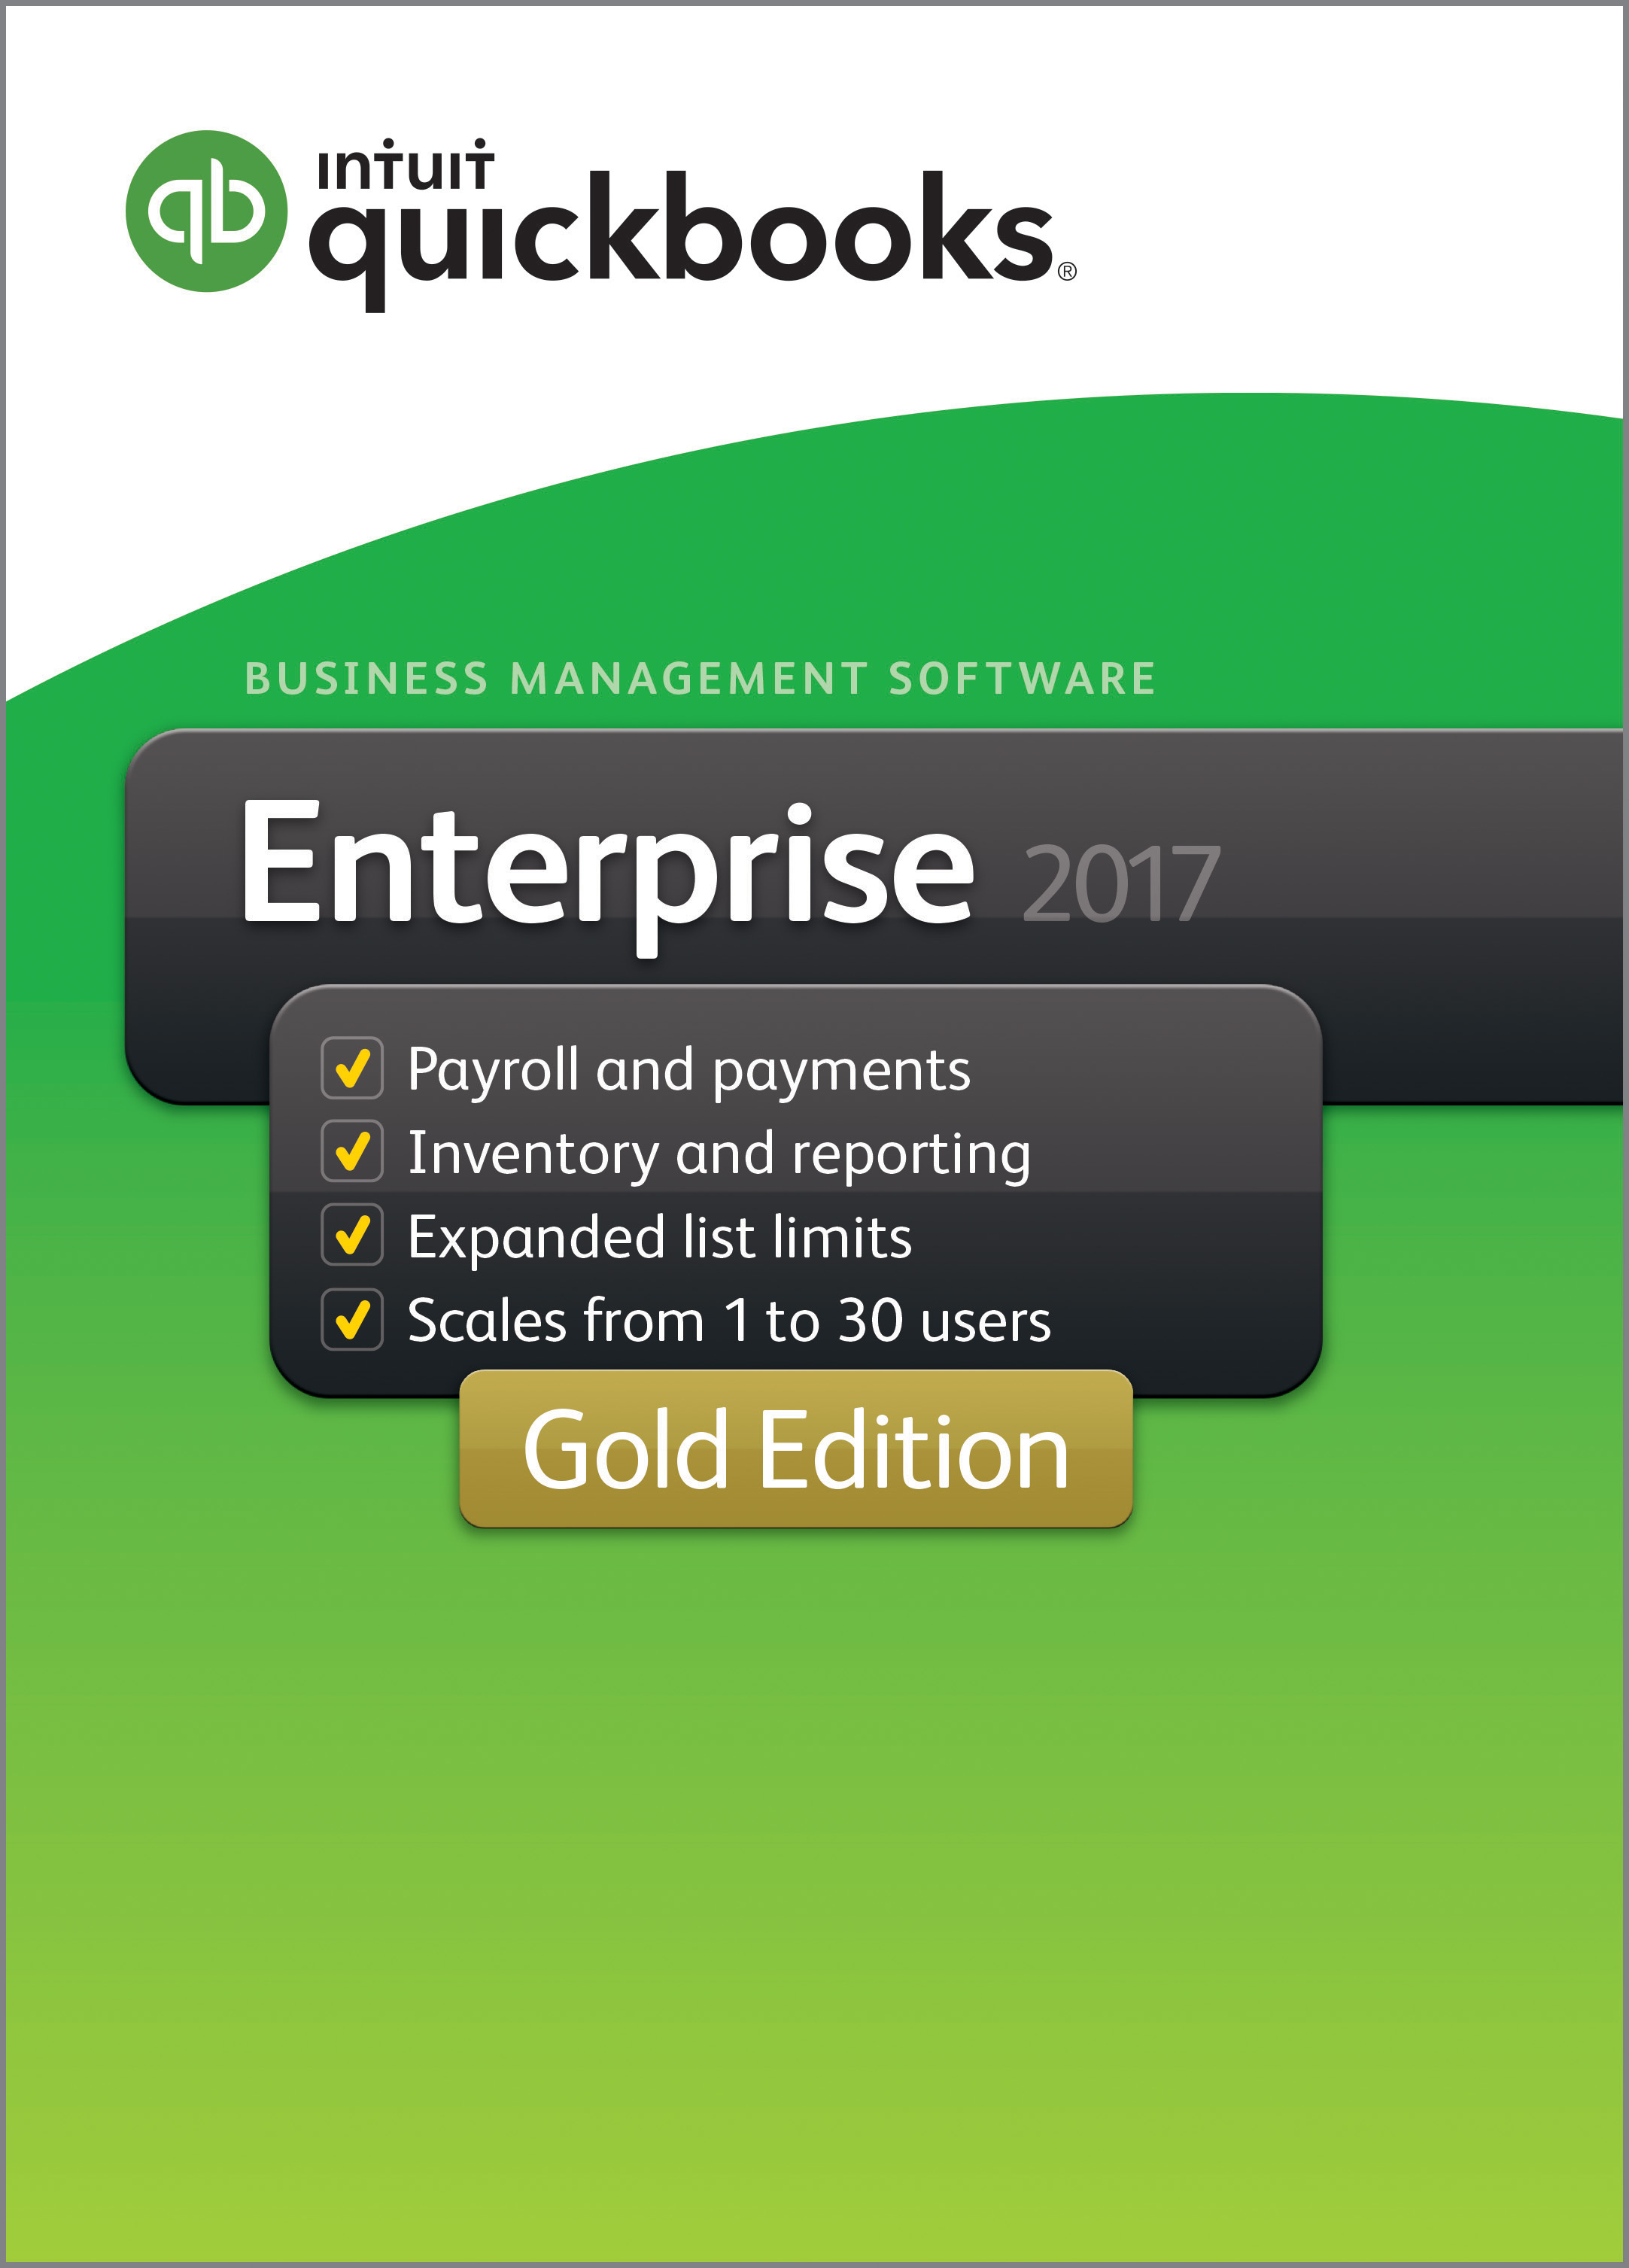 qb
intuit
quickbooks®
BUSINESS MANAGEMENT SOFTWARE
Enterprise 2017
Payroll and payments
Inventory and reporting
Expanded list limits
Scales from 1 to 30 users
Gold Edition